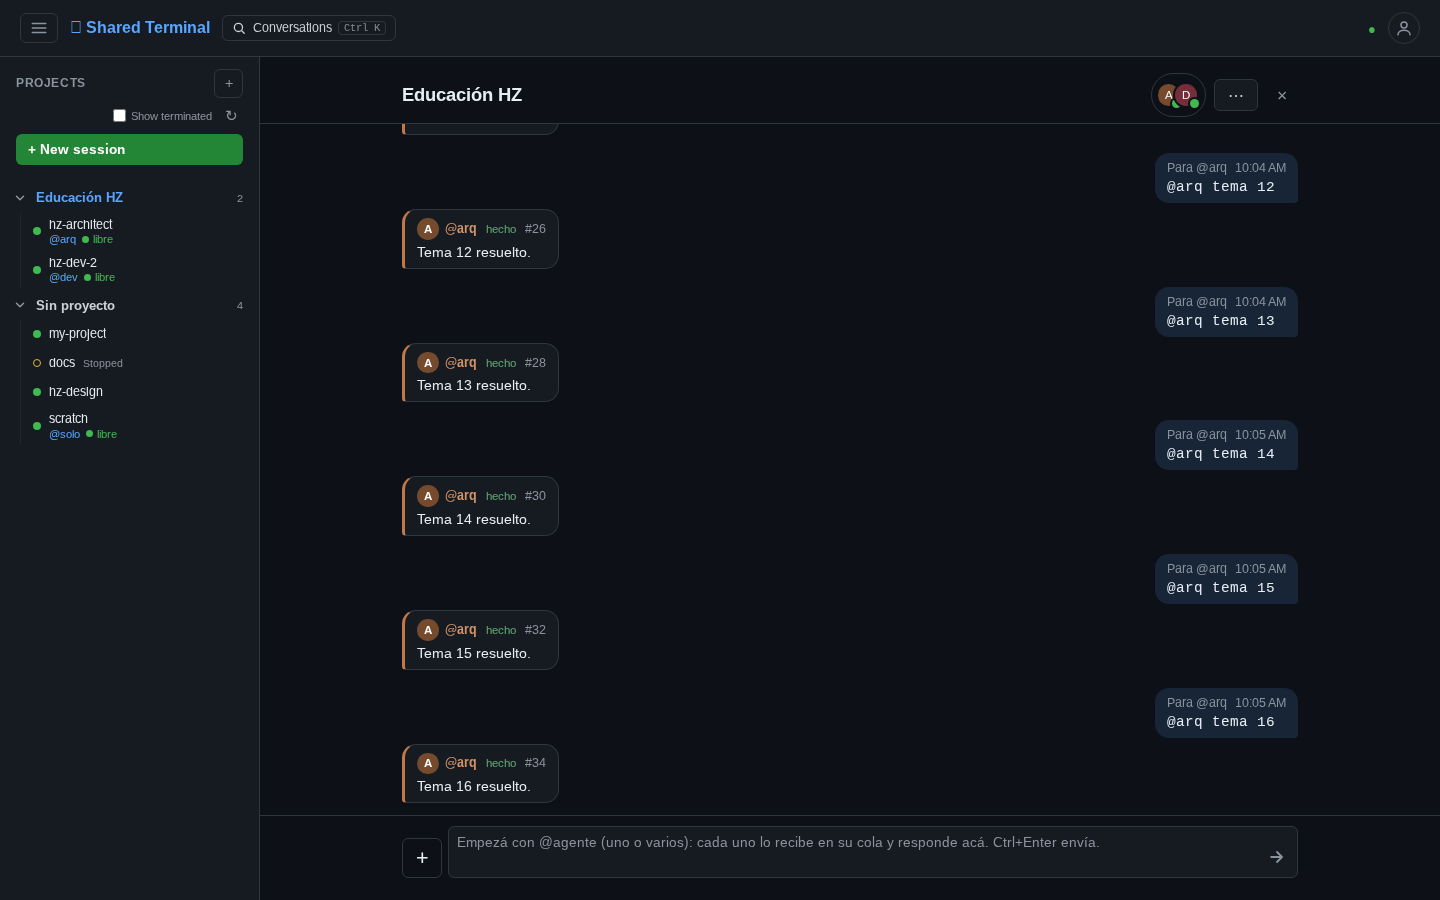 Shared Terminal
Conversations Ctrl K
PROJECTS
+
Show terminated ↻
+ New session
Educación HZ 2
hz-architect
@arq libre
hz-dev-2
@dev libre
Sin proyecto 4
my-project
docs Stopped
hz-design
scratch
@solo libre
Educación HZ
A D ⋯ ×
Para @arq 10:04 AM
@arq tema 12
A @arq hecho #26
Tema 12 resuelto.
Para @arq 10:04 AM
@arq tema 13
A @arq hecho #28
Tema 13 resuelto.
Para @arq 10:05 AM
@arq tema 14
A @arq hecho #30
Tema 14 resuelto.
Para @arq 10:05 AM
@arq tema 15
A @arq hecho #32
Tema 15 resuelto.
Para @arq 10:05 AM
@arq tema 16
A @arq hecho #34
Tema 16 resuelto.
+
Empezá con @agente (uno o varios): cada uno lo recibe en su cola y responde acá. Ctrl+Enter envía.